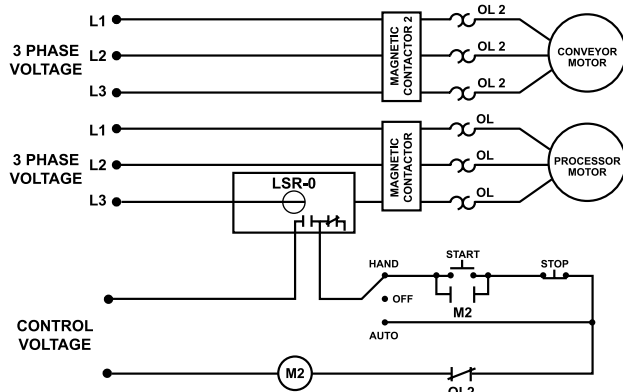 L1
OL 2
3 PHASE
VOLTAGE
L2
MAGNETIC
CONTACTOR 2
OL 2
CONVEYOR
MOTOR
L3
OL 2
L1
OL
3 PHASE
VOLTAGE
L2
MAGNETIC
CONTACTOR
OL
PROCESSOR
MOTOR
L3
LSR-0
OL
HAND
START
STOP
OFF
M2
AUTO
CONTROL
VOLTAGE
M2
OL2